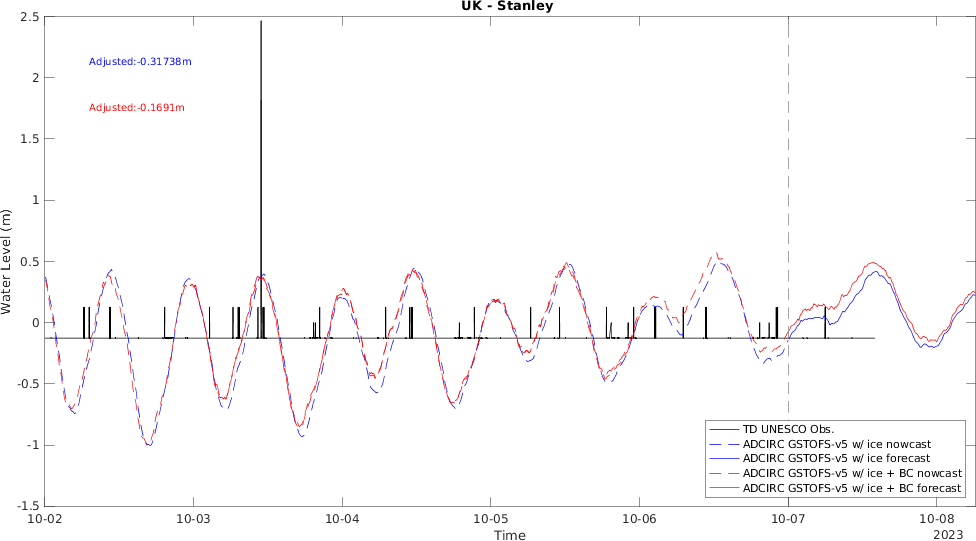 UK - Stanley
2.5
2
1.5
1
0.5
0
-0.5
-1
-1.5
Water Level (m)
Adjusted:-0.31738m
Adjusted:-0.1691m
TD UNESCO Obs.
ADCIRC GSTOFS-v5 w/ ice nowcast
ADCIRC GSTOFS-v5 w/ ice forecast
ADCIRC GSTOFS-v5 w/ ice + BC nowcast
ADCIRC GSTOFS-v5 w/ ice + BC forecast
10-02 10-03 10-04 10-05 10-06 10-07 10-08
Time
2023